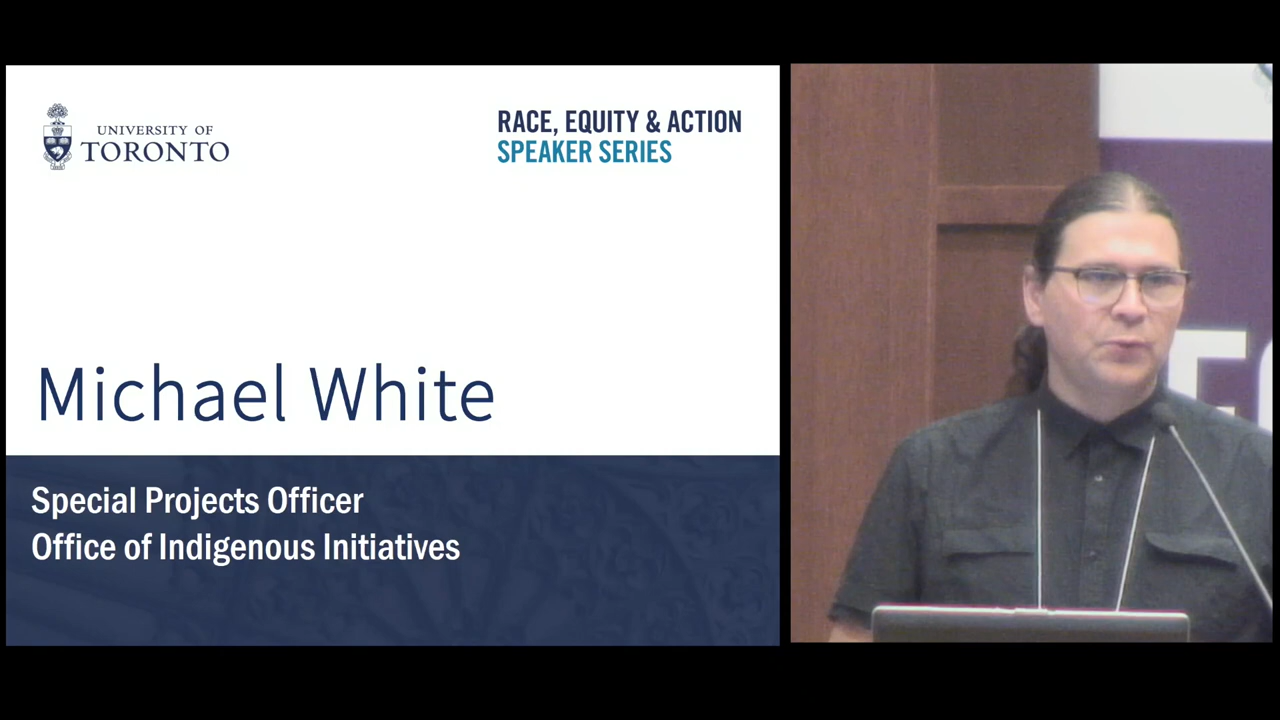 UNIVERSITY OF
TORONTO
RACE, EQUITY & ACTION
SPEAKER SERIES
Michael White
Special Projects Officer
Office of Indigenous Initiatives